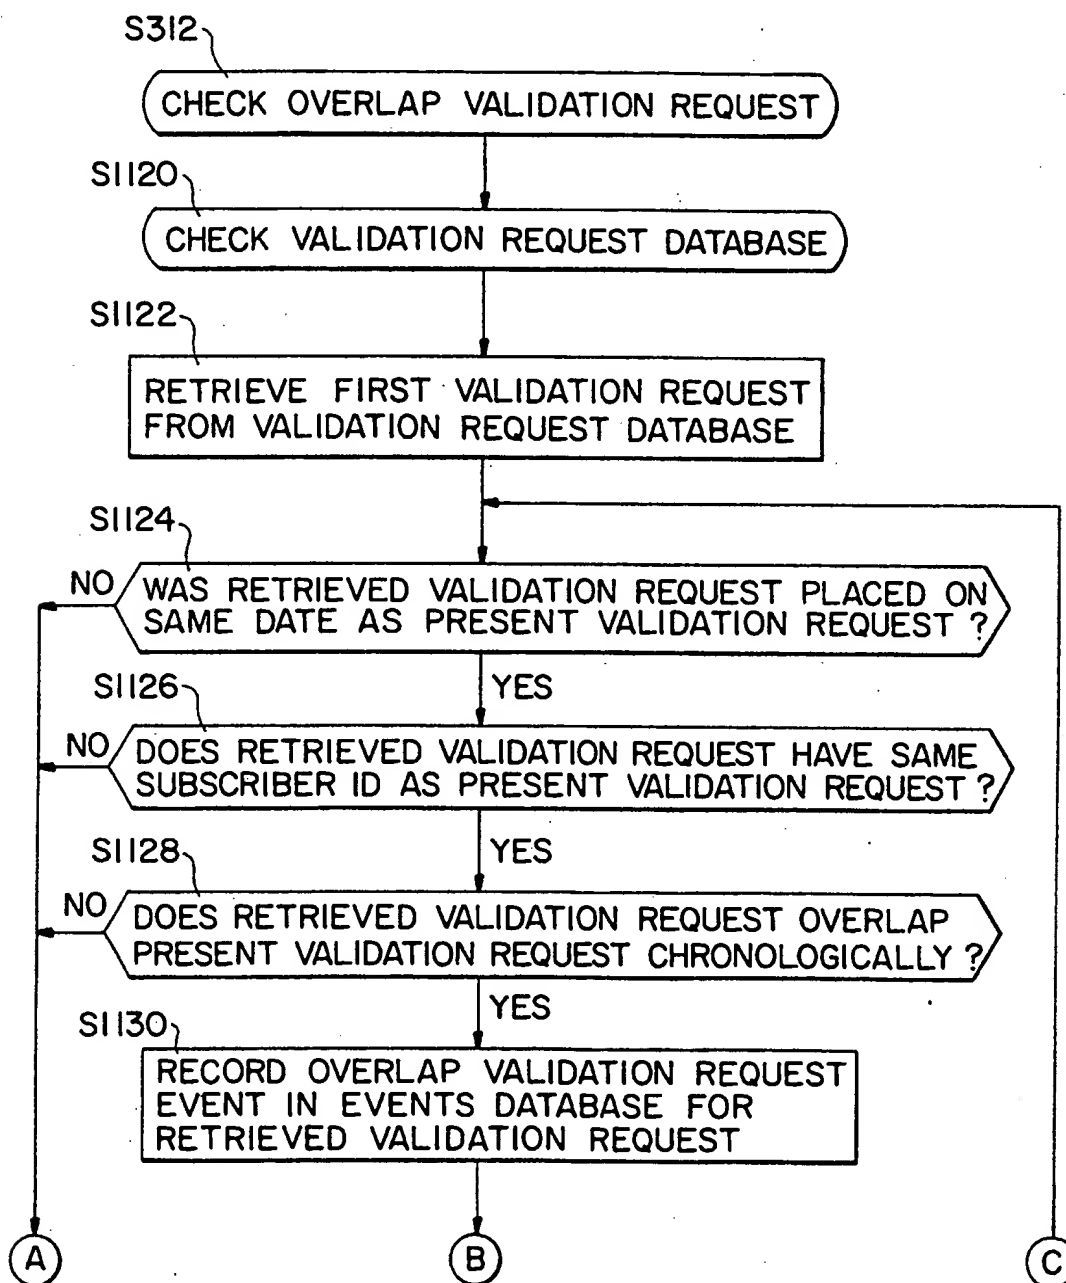 S312
CHECK OVERLAP VALIDATION REQUEST
S1120
CHECK VALIDATION REQUEST DATABASE
S1122
RETRIEVE FIRST VALIDATION REQUEST
FROM VALIDATION REQUEST DATABASE
S1124
NO
WAS RETRIEVED VALIDATION REQUEST PLACED ON
SAME DATE AS PRESENT VALIDATION REQUEST ?
YES
S1126
NO
DOES RETRIEVED VALIDATION REQUEST HAVE SAME
SUBSCRIBER ID AS PRESENT VALIDATION REQUEST ?
YES
S1128
NO
DOES RETRIEVED VALIDATION REQUEST OVERLAP
PRESENT VALIDATION REQUEST CHRONOLOGICALLY ?
YES
S1130
RECORD OVERLAP VALIDATION REQUEST
EVENT IN EVENTS DATABASE FOR
RETRIEVED VALIDATION REQUEST
A
B
C